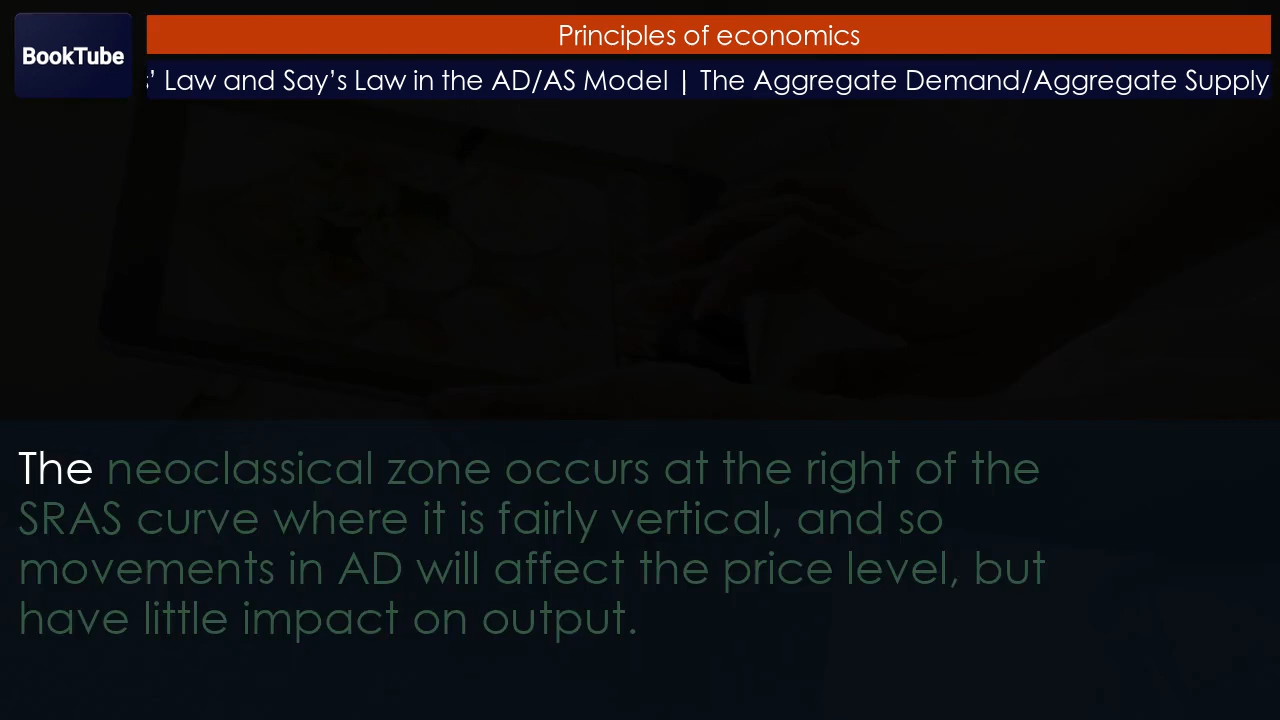 BookTube
Principles of economics
’ Law and Say’s Law in the AD/AS Model | The Aggregate Demand/Aggregate Supply
The neoclassical zone occurs at the right of the
SRAS curve where it is fairly vertical, and so
movements in AD will affect the price level, but
have little impact on output.